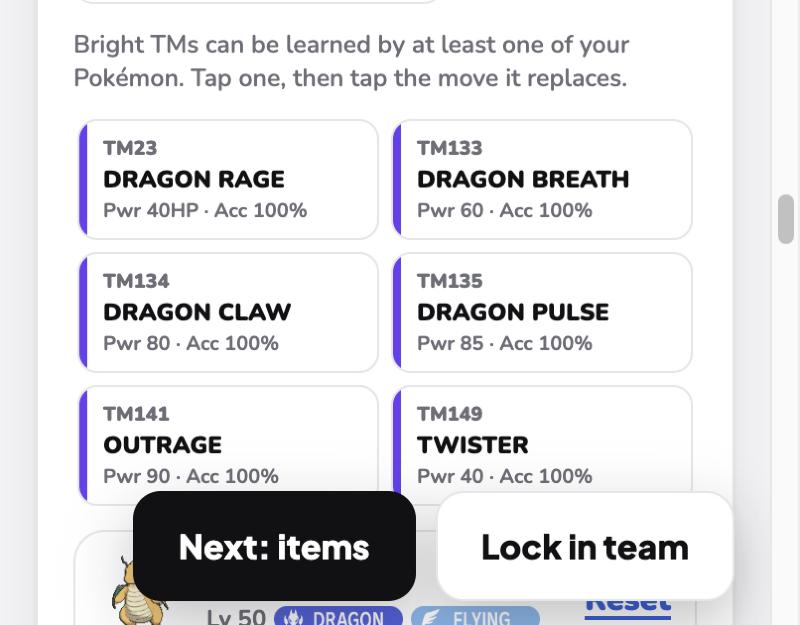 Bright TMs can be learned by at least one of your
Pokémon. Tap one, then tap the move it replaces.
TM23
DRAGON RAGE
Pwr 40HP · Acc 100%
TM133
DRAGON BREATH
Pwr 60 · Acc 100%
TM134
DRAGON CLAW
Pwr 80 · Acc 100%
TM135
DRAGON PULSE
Pwr 85 · Acc 100%
TM141
OUTRAGE
Pwr 90 · Acc 100%
TM149
TWISTER
Pwr 40 · Acc 100%
Next: items
Lock in team
Lv 50 DRAGON FLYING Reset